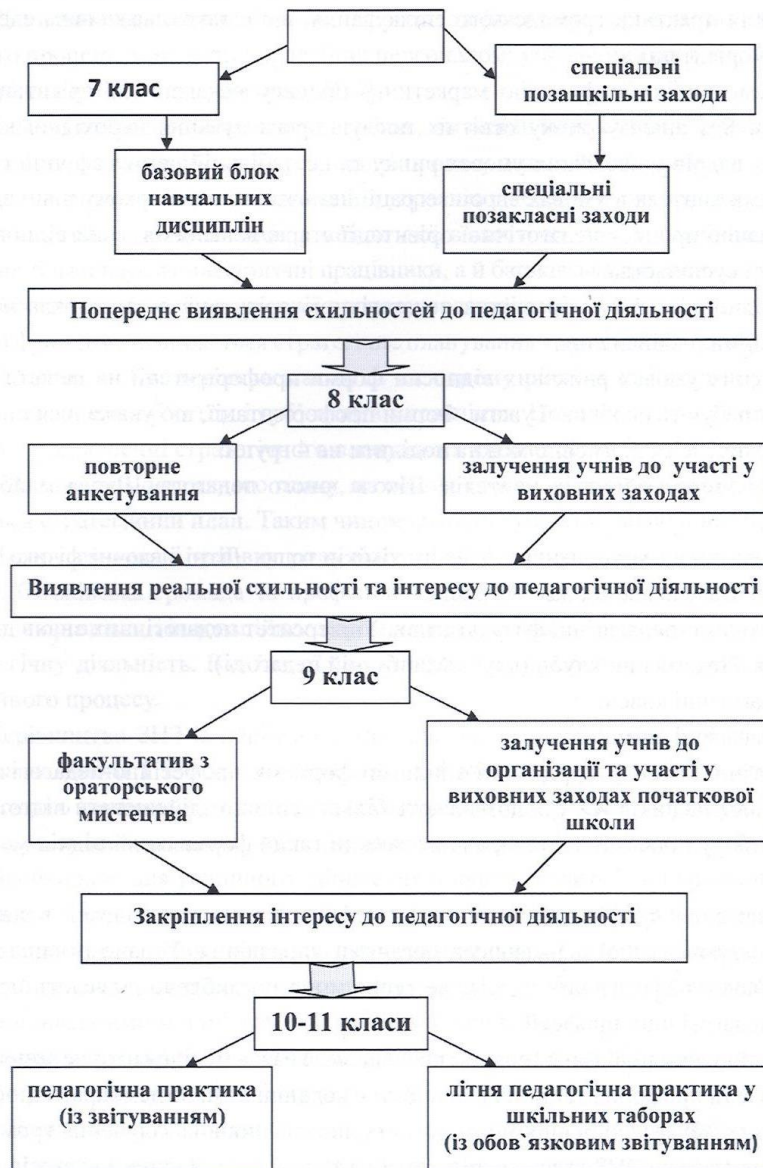 7 клас
спеціальні
позашкільні заходи
базовий блок
навчальних
дисциплін
спеціальні
позакласні заходи
Попереднє виявлення схильностей до педагогічної діяльності
8 клас
повторне
анкетування
залучення учнів до участі у
виховних заходах
Виявлення реальної схильності та інтересу до педагогічної діяльності
9 клас
факультатив з
ораторського
мистецтва
залучення учнів до
організації та участі у
виховних заходах початкової
школи
Закріплення інтересу до педагогічної діяльності
10-11 класи
педагогічна практика
(із звітуванням)
літня педагогічна практика у
шкільних таборах
(із обов`язковим звітуванням)